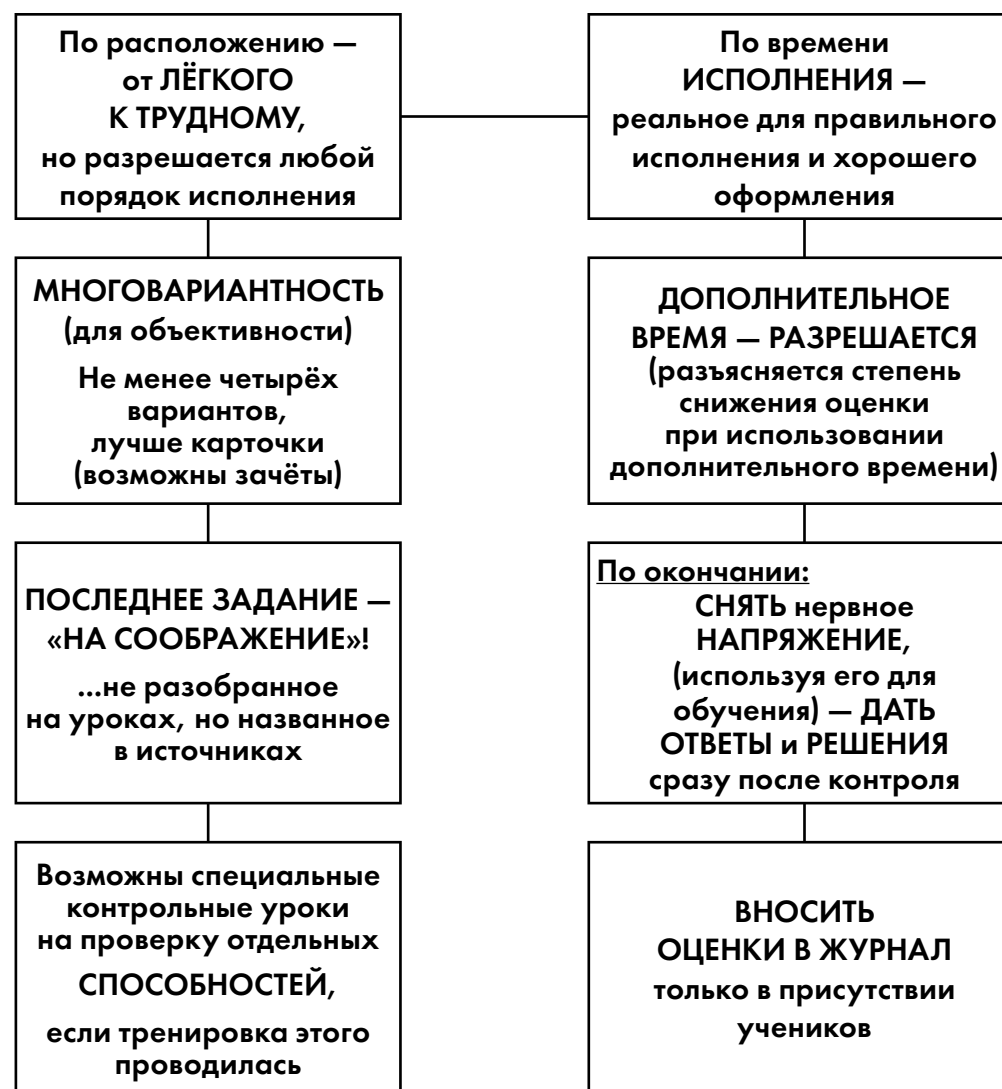 По расположению —
от ЛЁГКОГО
К ТРУДНОМУ,
но разрешается любой
порядок исполнения
МНОГОВАРИАНТНОСТЬ
(для объективности)
Не менее четырёх
вариантов,
лучше карточки
(возможны зачёты)
ПОСЛЕДНЕЕ ЗАДАНИЕ —
«НА СООБРАЖЕНИЕ»!
...не разобранное
на уроках, но названное
в источниках
Возможны специальные
контрольные уроки
на проверку отдельных
СПОСОБНОСТЕЙ,
если тренировка этого
проводилась
По времени
ИСПОЛНЕНИЯ —
реальное для правильного
исполнения и хорошего
оформления
ДОПОЛНИТЕЛЬНОЕ
ВРЕМЯ — РАЗРЕШАЕТСЯ
(разъясняется степень
снижения оценки
при использовании
дополнительного времени)
По окончании:
СНЯТЬ нервное
НАПРЯЖЕНИЕ,
(используя его для
обучения) — ДАТЬ
ОТВЕТЫ и РЕШЕНИЯ
сразу после контроля
ВНОСИТЬ
ОЦЕНКИ В ЖУРНАЛ
только в присутствии
учеников